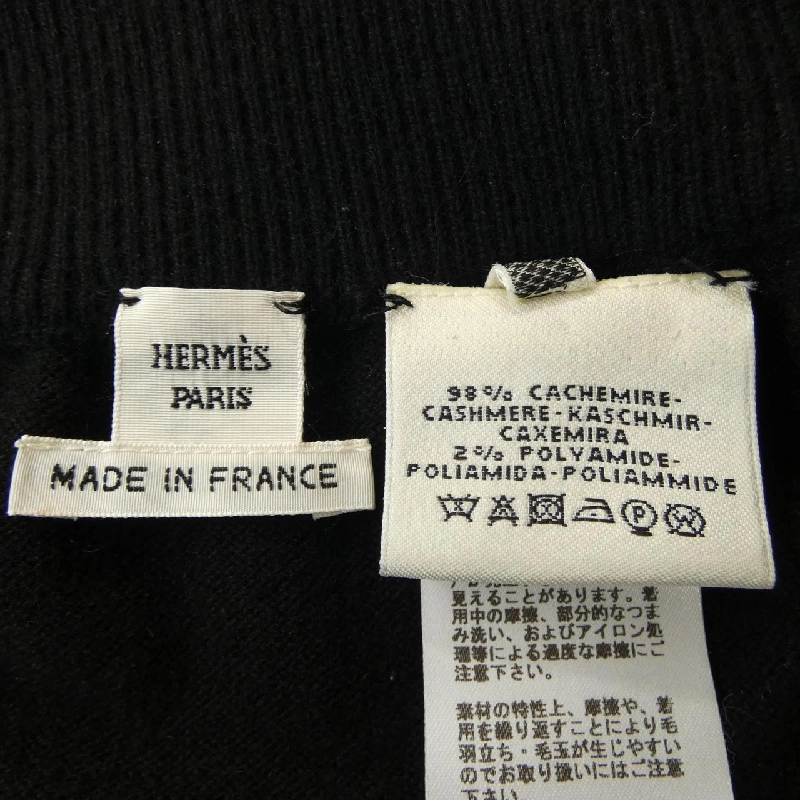 HERMÈS
PARIS
MADE IN FRANCE
98% CACHEMIRE-
CASHMERE-KASCHMIR-
CAXEMIRA
2% POLYAMIDE-
POLIAMIDA-POLIAMMIDE
P W
見えることがあります。着
用中の摩擦、部分的なつま
み洗い、およびアイロン処
理等による過度な摩擦にご
注意下さい。
素材の特性上、摩擦や、着
用を繰り返すことにより毛
羽立ち・毛玉が生じやすい
のでお取り扱いにはご注意
下さい。